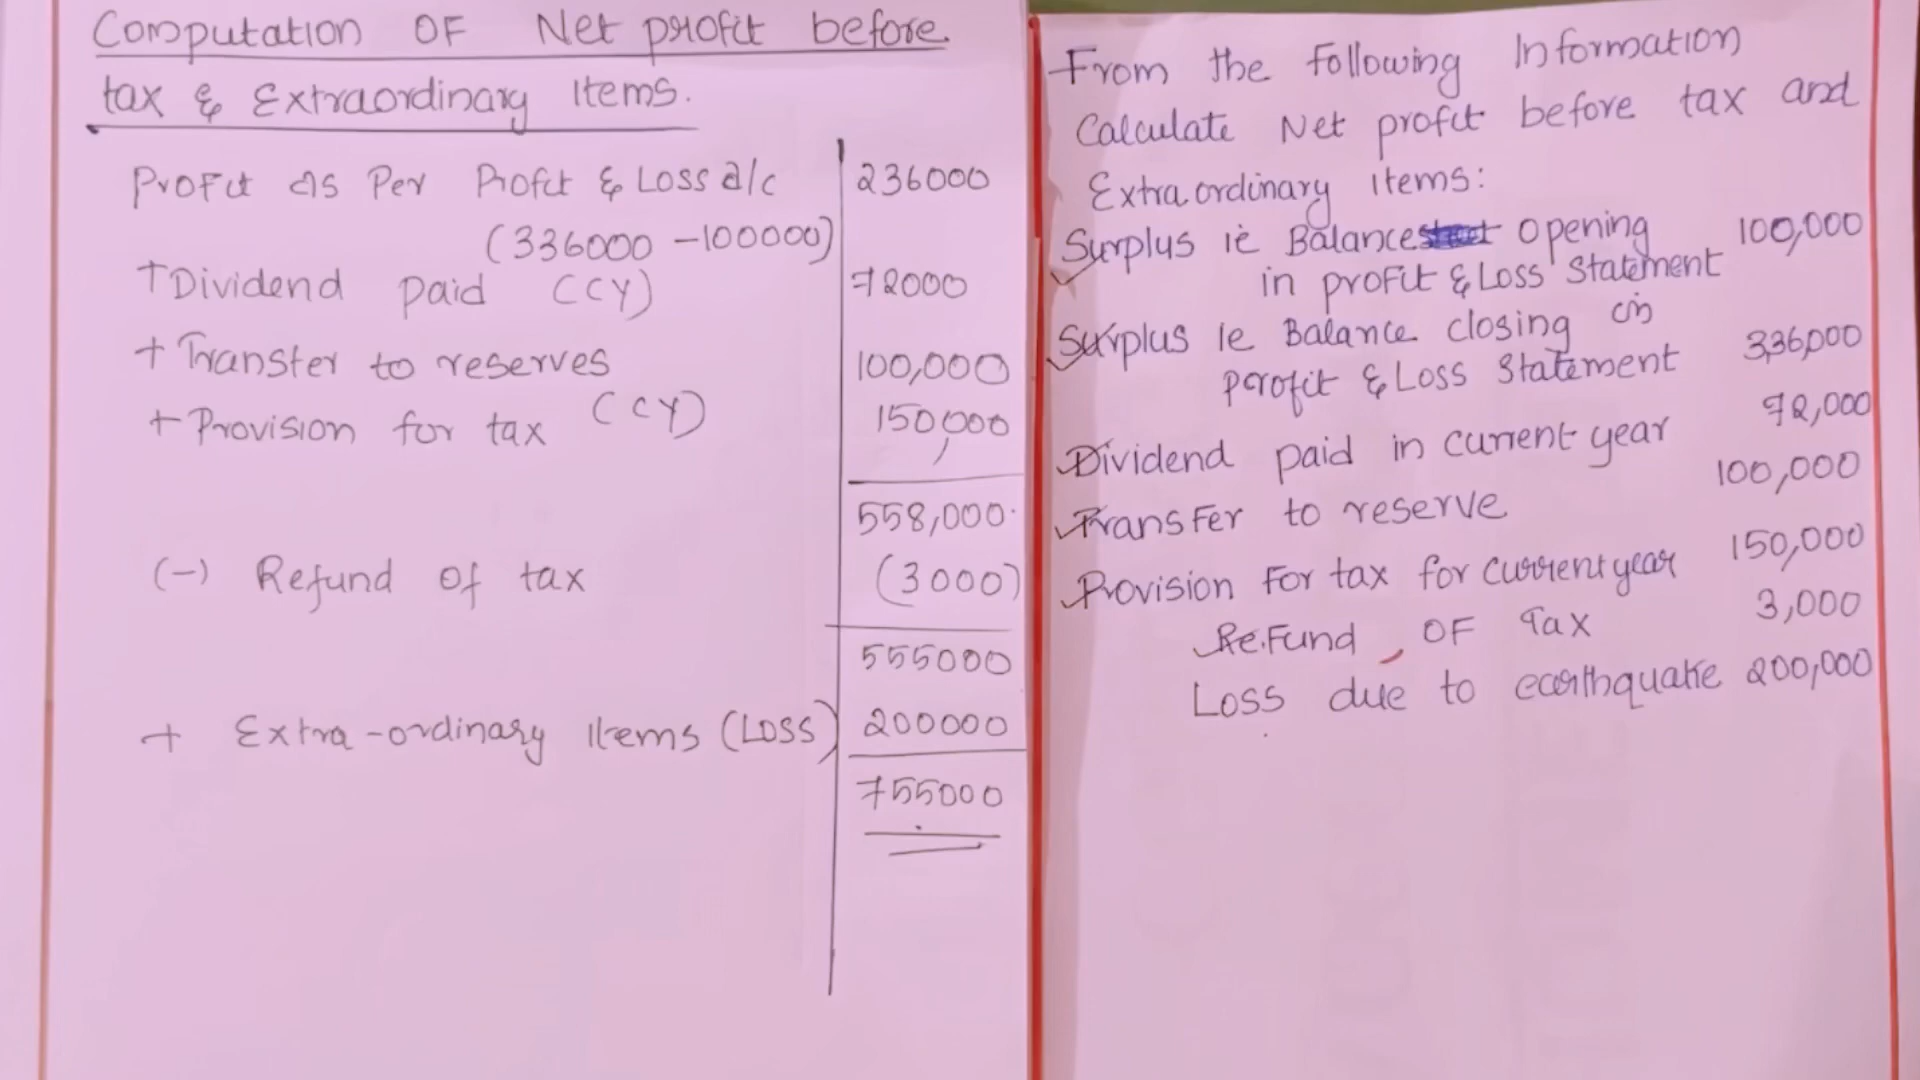 Computation OF Net profit before
tax & Extraordinary Items.
Profit as Per Profit & Loss a/c 236000
(336000 -100000)
+Dividend paid (CY) 72000
+ Transfer to reserves 100,000
+ Provision for tax (CY) 150,000
558,000
(-) Refund of tax (3000)
555000
+ Extra-ordinary items (Loss) 200000
755000
From the following Information
Calculate Net profit before tax and
Extra ordinary items:
Surplus ie Balance opening 100,000
in profit & Loss Statement
Surplus ie Balance closing in
profit & Loss Statement 336,000
Dividend paid in current year 72,000
Transfer to reserve 100,000
Provision For tax for current year 150,000
Refund OF Tax 3,000
Loss due to earthquake 200,000